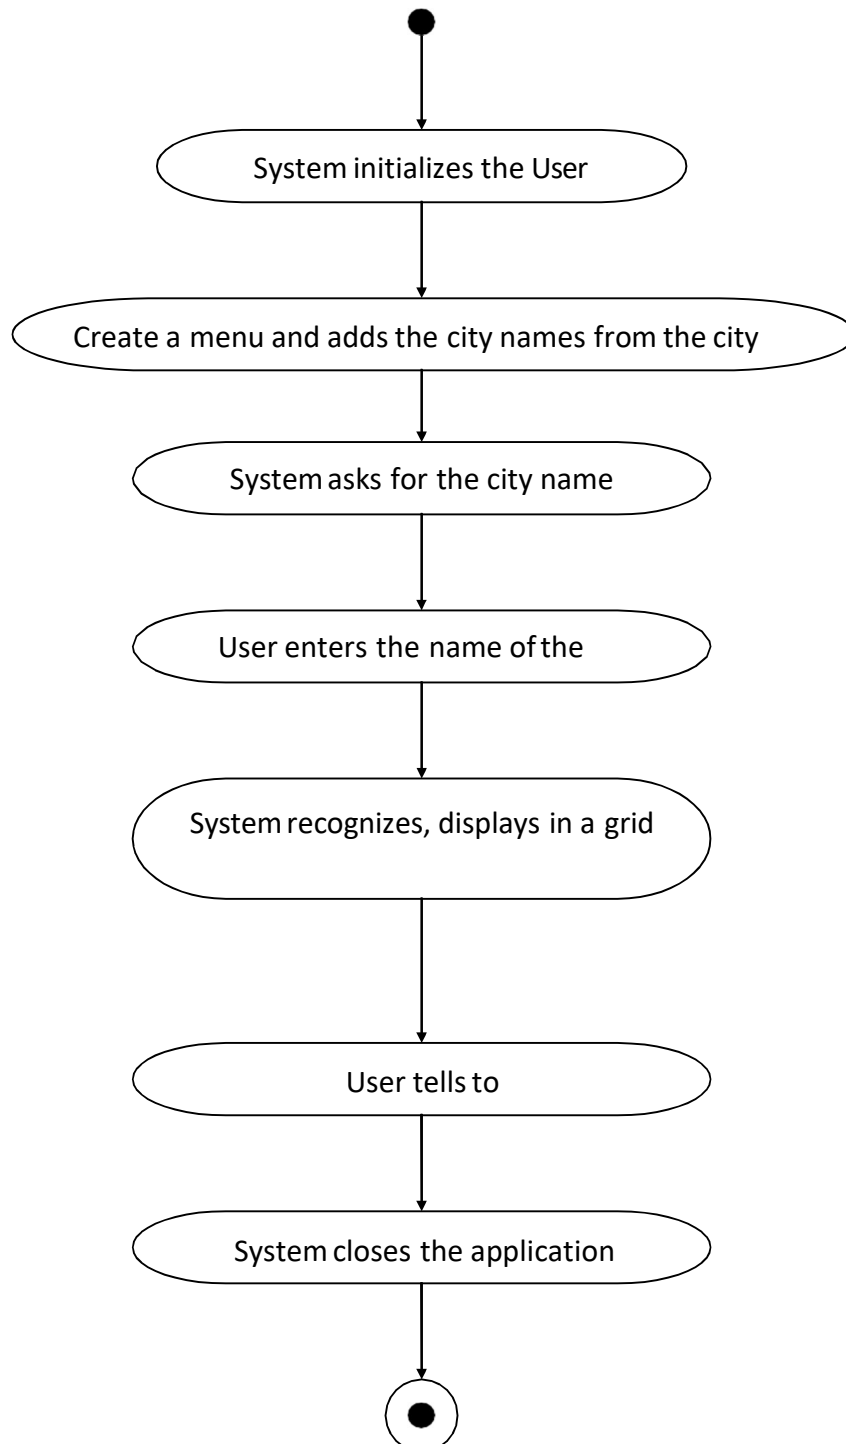 System initializes the User
Create a menu and adds the city names from the city
System asks for the city name
User enters the name of the
System recognizes, displays in a grid
User tells to
System closes the application